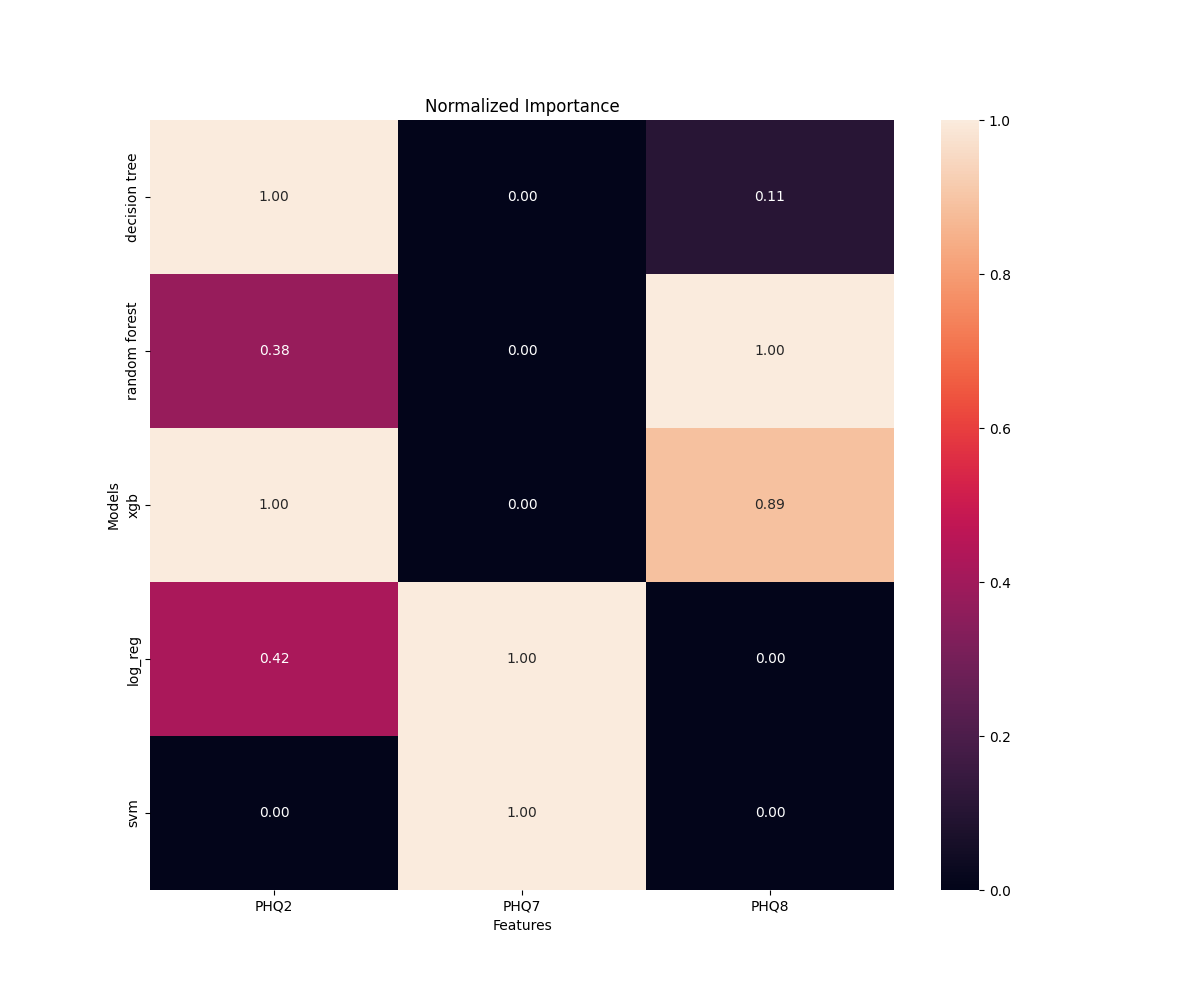 Normalized Importance
decision tree
1.00 0.00 0.11
random forest
0.38 0.00 1.00
Models
xgb
1.00 0.00 0.89
log_reg
0.42 1.00 0.00
svm
0.00 1.00 0.00
PHQ2 PHQ7 PHQ8
Features
1.0
0.8
0.6
0.4
0.2
0.0